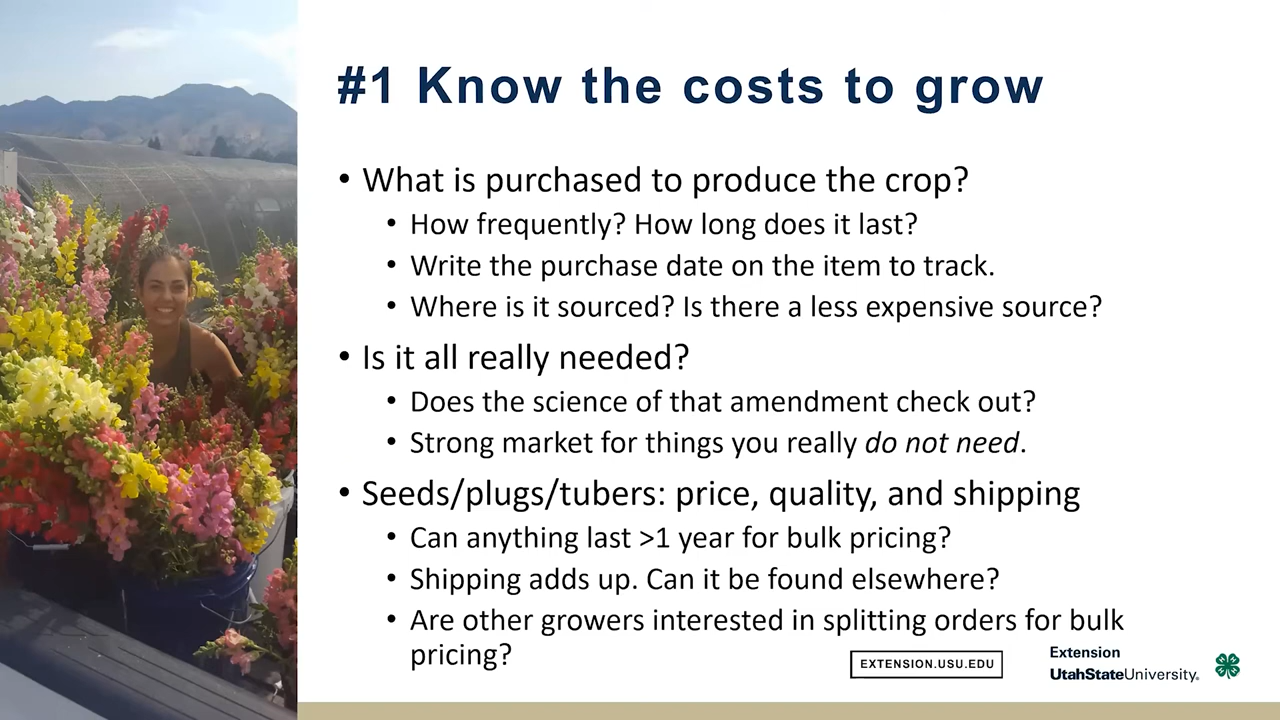 #1 Know the costs to grow
• What is purchased to produce the crop?
• How frequently? How long does it last?
• Write the purchase date on the item to track.
• Where is it sourced? Is there a less expensive source?
• Is it all really needed?
• Does the science of that amendment check out?
• Strong market for things you really do not need.
• Seeds/plugs/tubers: price, quality, and shipping
• Can anything last >1 year for bulk pricing?
• Shipping adds up. Can it be found elsewhere?
• Are other growers interested in splitting orders for bulk
pricing?
EXTENSION.USU.EDU
Extension
UtahStateUniversity.